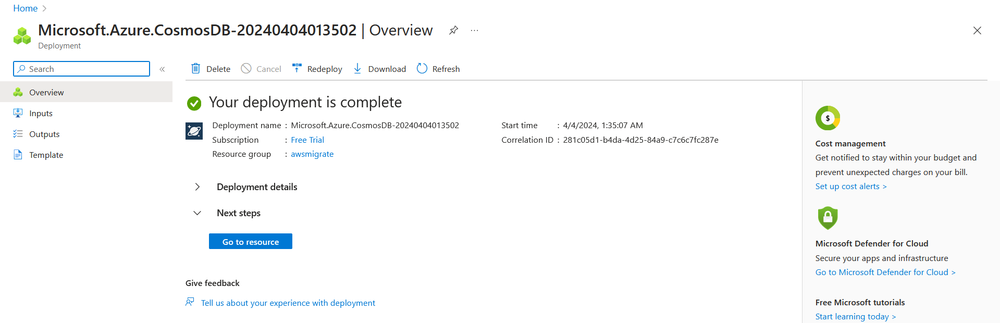 Home
Microsoft.Azure.CosmosDB-20240404013502 | Overview
Deployment
Search
Delete Cancel Redeploy Download Refresh
Overview
Inputs
Outputs
Template
Your deployment is complete
Deployment name : Microsoft.Azure.CosmosDB-20240404013502
Subscription : Free Trial
Resource group : awsmigrate
Start time : 4/4/2024, 1:35:07 AM
Correlation ID : 281c05d1-b4da-4d25-84a9-c7c6c7fc287e
Deployment details
Next steps
Go to resource
Give feedback
Tell us about your experience with deployment
$
Cost management
Get notified to stay within your budget and
prevent unexpected charges on your bill.
Set up cost alerts >
Microsoft Defender for Cloud
Secure your apps and infrastructure
Go to Microsoft Defender for Cloud >
Free Microsoft tutorials
Start learning today >